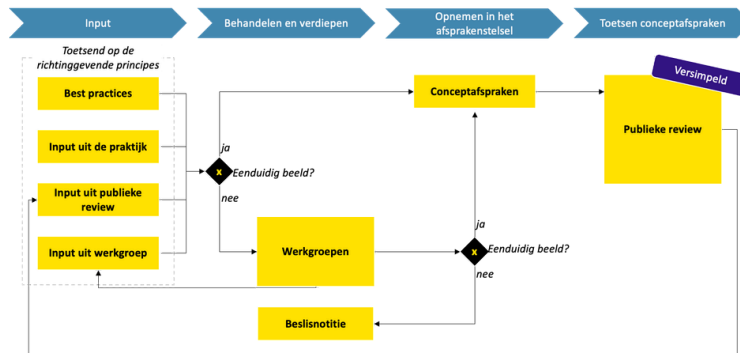 Input
Behandelen en verdiepen
Opnemen in het
afsprakenstelsel
Toetsen conceptafspraken
Toetsend op de
richtinggevende principes
Versimpeld
Best practices
Conceptafspraken
Publieke review
Input uit de praktijk
ja
x
Eenduidig beeld?
nee
Input uit publieke
review
Input uit werkgroep
Werkgroepen
ja
x
Eenduidig beeld?
nee
Beslisnotitie